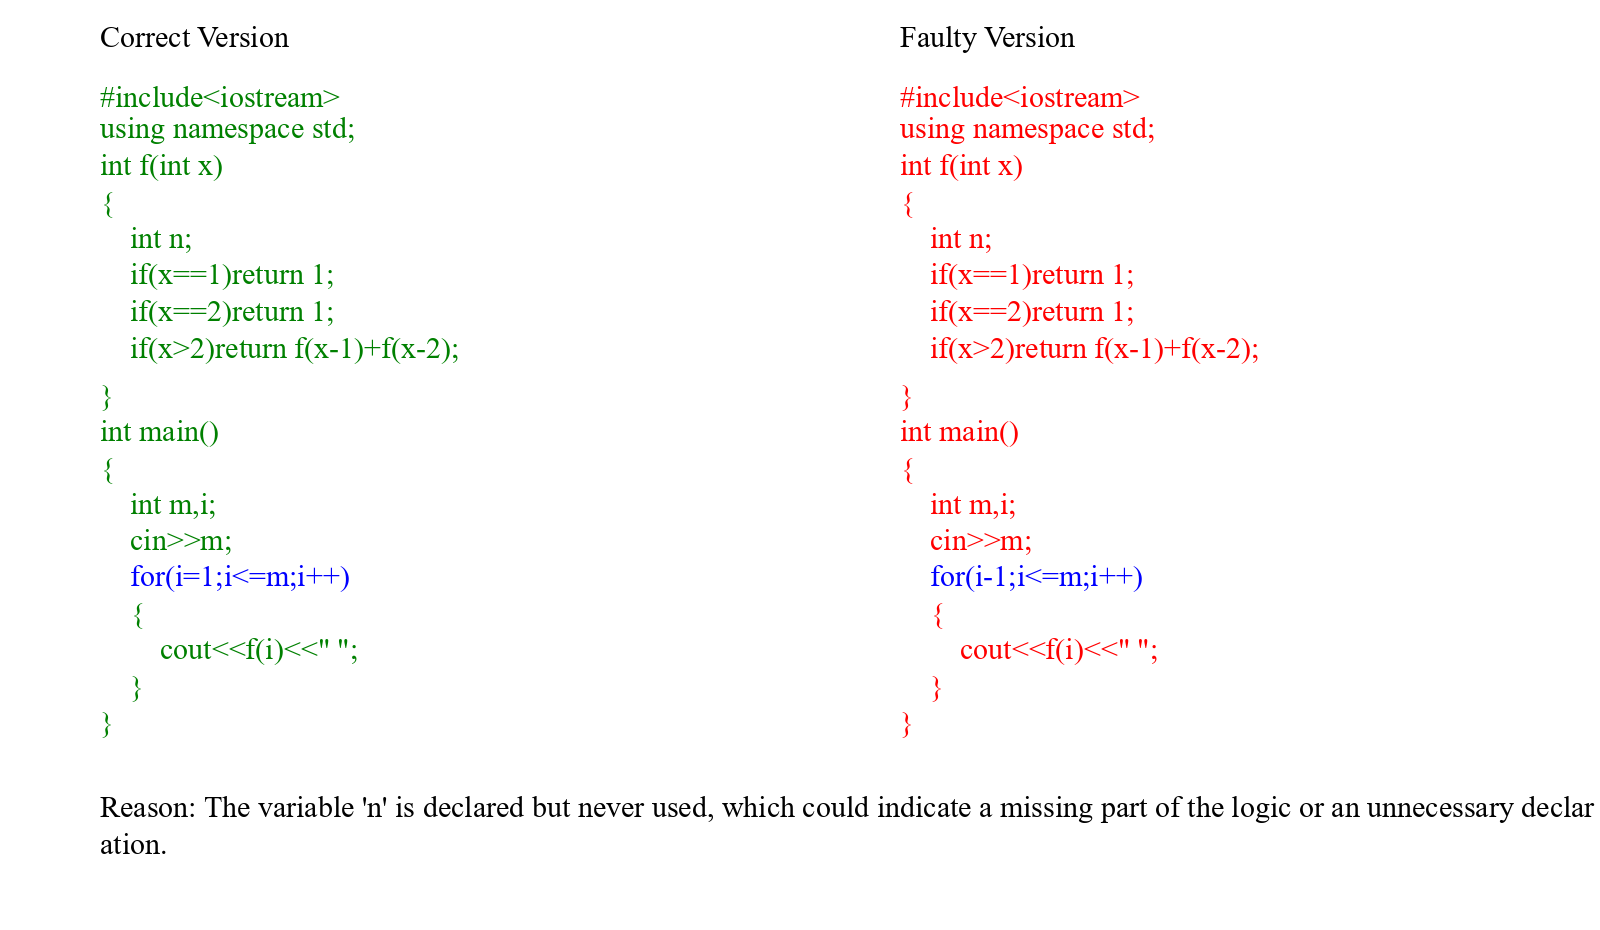 Correct Version
#include<iostream>
using namespace std;
int f(int x)
{
    int n;
    if(x==1)return 1;
    if(x==2)return 1;
    if(x>2)return f(x-1)+f(x-2);
}
int main()
{
    int m,i;
    cin>>m;
    for(i=1;i<=m;i++)
    {
        cout<<f(i)<<" ";
    }
}
Faulty Version
#include<iostream>
using namespace std;
int f(int x)
{
    int n;
    if(x==1)return 1;
    if(x==2)return 1;
    if(x>2)return f(x-1)+f(x-2);
}
int main()
{
    int m,i;
    cin>>m;
    for(i-1;i<=m;i++)
    {
        cout<<f(i)<<" ";
    }
}
Reason: The variable 'n' is declared but never used, which could indicate a missing part of the logic or an unnecessary declar
ation.